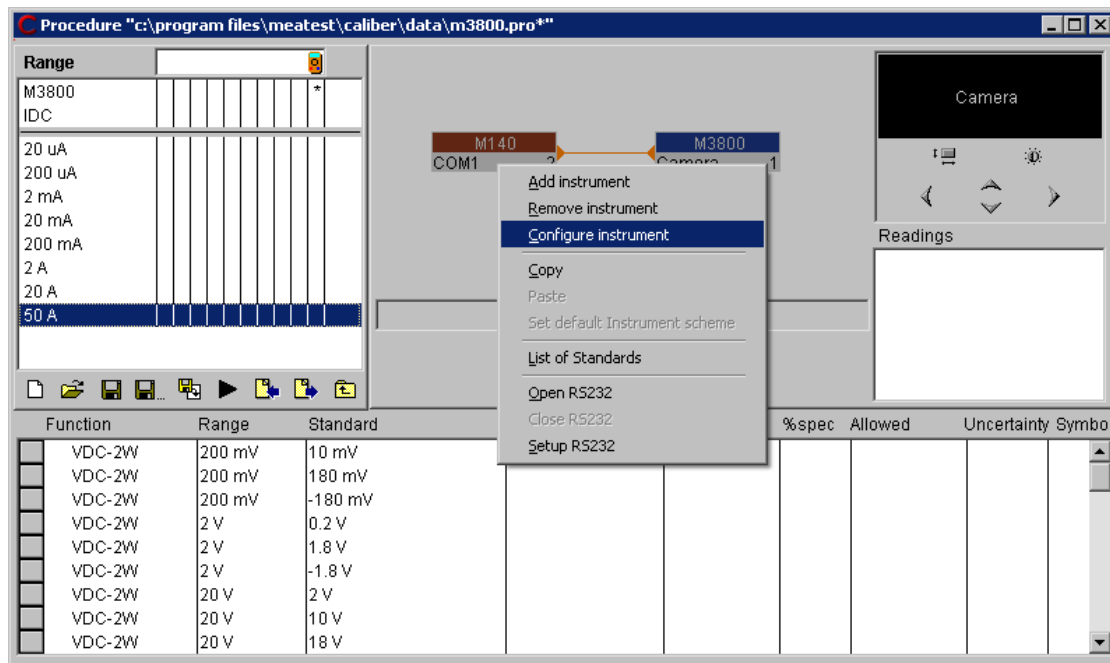 Procedure "c:\program files\meatest\caliber\data\m3800.pro*"
Range
M3800 *
IDC
20 uA
200 uA
2 mA
20 mA
200 mA
2 A
20 A
50 A
M140
COM1 2
M3800
Camera 1
Camera
Readings
Add instrument
Remove instrument
Configure instrument
Copy
Paste
Set default Instrument scheme
List of Standards
Open RS232
Close RS232
Setup RS232
Function Range Standard %spec Allowed Uncertainty Symbo
VDC-2W 200 mV 10 mV
VDC-2W 200 mV 180 mV
VDC-2W 200 mV -180 mV
VDC-2W 2 V 0.2 V
VDC-2W 2 V 1.8 V
VDC-2W 2 V -1.8 V
VDC-2W 20 V 2 V
VDC-2W 20 V 10 V
VDC-2W 20 V 18 V